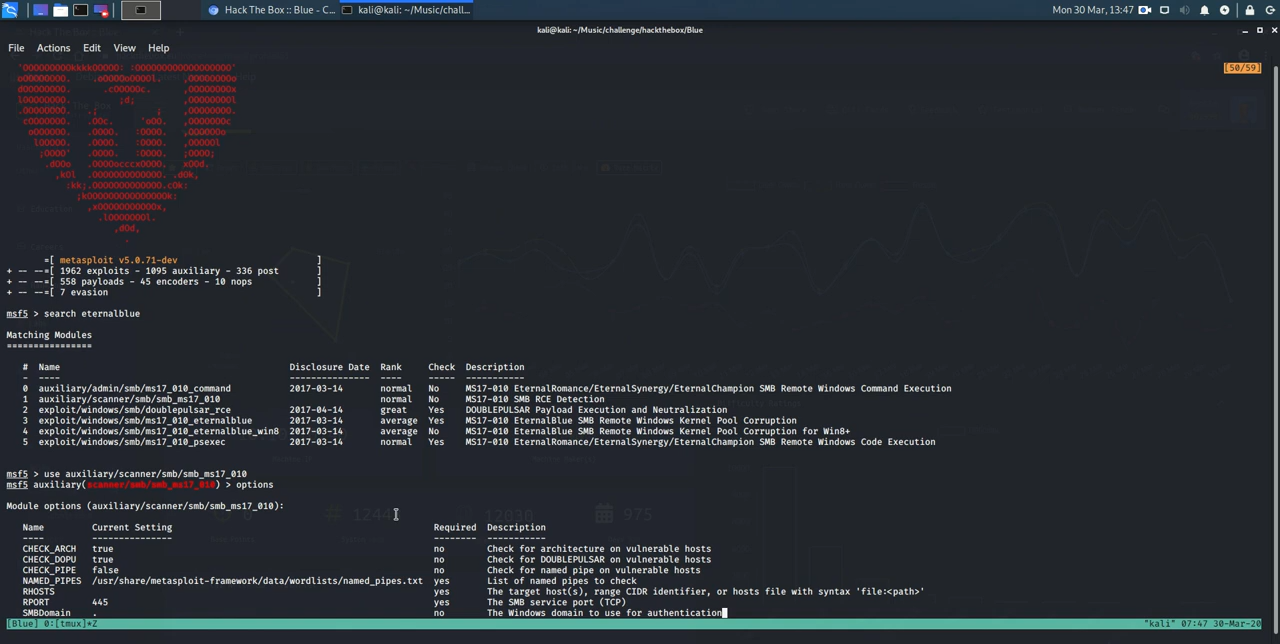 Hack The Box :: Blue - C...
kali@kali: ~/Music/chall...
Mon 30 Mar, 13:47
kali@kali: ~/Music/challenge/hackthebox/Blue
File Actions Edit View Help
[50/59]
=[ metasploit v5.0.71-dev ]
+ -- --=[ 1962 exploits - 1095 auxiliary - 336 post ]
+ -- --=[ 558 payloads - 45 encoders - 10 nops ]
+ -- --=[ 7 evasion ]
msf5 > search eternalblue
Matching Modules
================
# Name Disclosure Date Rank Check Description
- ---- --------------- ---- ----- -----------
0 auxiliary/admin/smb/ms17_010_command 2017-03-14 normal No MS17-010 EternalRomance/EternalSynergy/EternalChampion SMB Remote Windows Command Execution
1 auxiliary/scanner/smb/smb_ms17_010 normal No MS17-010 SMB RCE Detection
2 exploit/windows/smb/doublepulsar_rce 2017-04-14 great Yes DOUBLEPULSAR Payload Execution and Neutralization
3 exploit/windows/smb/ms17_010_eternalblue 2017-03-14 average Yes MS17-010 EternalBlue SMB Remote Windows Kernel Pool Corruption
4 exploit/windows/smb/ms17_010_eternalblue_win8 2017-03-14 average No MS17-010 EternalBlue SMB Remote Windows Kernel Pool Corruption for Win8+
5 exploit/windows/smb/ms17_010_psexec 2017-03-14 normal Yes MS17-010 EternalRomance/EternalSynergy/EternalChampion SMB Remote Windows Code Execution
msf5 > use auxiliary/scanner/smb/smb_ms17_010
msf5 auxiliary(scanner/smb/smb_ms17_010) > options
Module options (auxiliary/scanner/smb/smb_ms17_010):
Name Current Setting Required Description
---- --------------- -------- -----------
CHECK_ARCH true no Check for architecture on vulnerable hosts
CHECK_DOPU true no Check for DOUBLEPULSAR on vulnerable hosts
CHECK_PIPE false no Check for named pipe on vulnerable hosts
NAMED_PIPES /usr/share/metasploit-framework/data/wordlists/named_pipes.txt yes List of named pipes to check
RHOSTS yes The target host(s), range CIDR identifier, or hosts file with syntax 'file:<path>'
RPORT 445 yes The SMB service port (TCP)
SMBDomain . no The Windows domain to use for authentication
[Blue] 0:[tmux]*Z "kali" 07:47 30-Mar-20